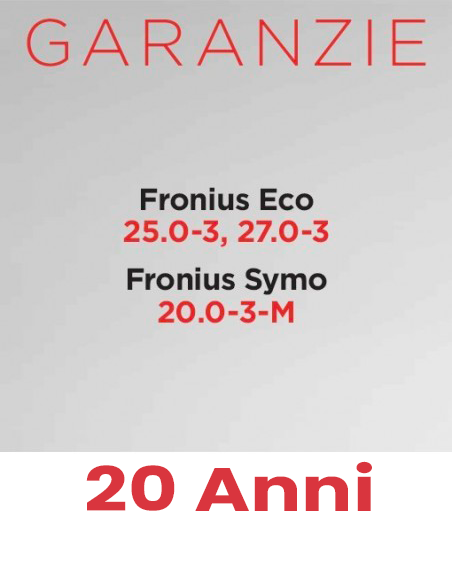 GARANZIE
Fronius Eco
25.0-3, 27.0-3
Fronius Symo
20.0-3-M
20 Anni